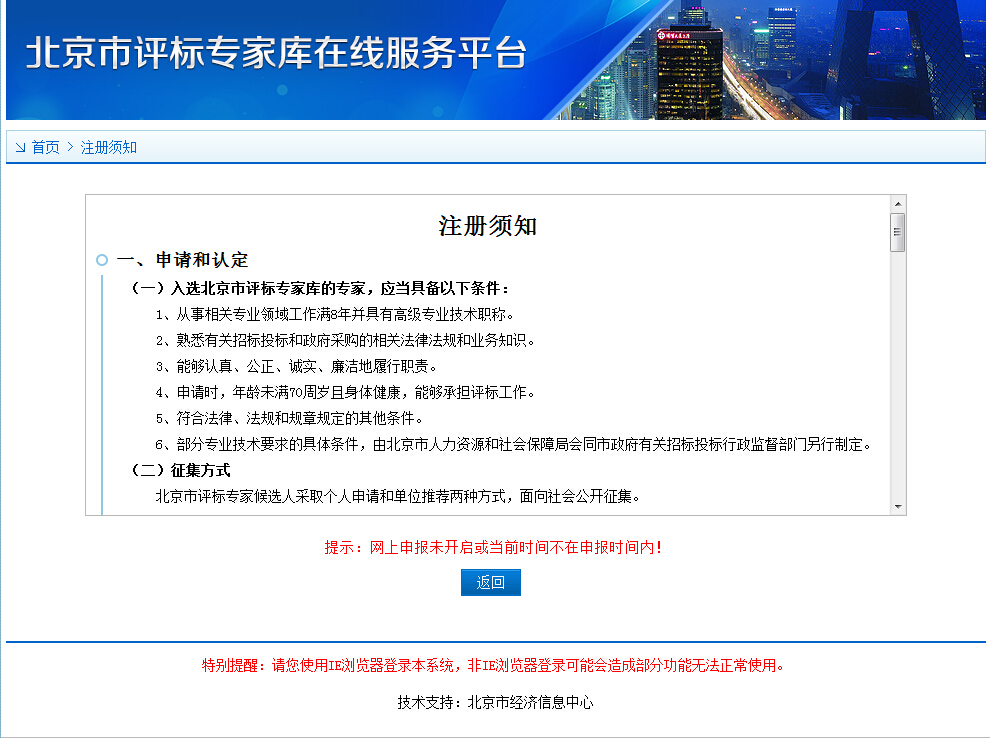 北京市评标专家库在线服务平台
首页 > 注册须知
注册须知
一、申请和认定
（一）入选北京市评标专家库的专家，应当具备以下条件：
1、从事相关专业领域工作满8年并具有高级专业技术职称。
2、熟悉有关招标投标和政府采购的相关法律法规和业务知识。
3、能够认真、公正、诚实、廉洁地履行职责。
4、申请时，年龄未满70周岁且身体健康，能够承担评标工作。
5、符合法律、法规和规章规定的其他条件。
6、部分专业技术要求的具体条件，由北京市人力资源和社会保障局会同市政府有关招标投标行政监督部门另行制定。
（二）征集方式
北京市评标专家候选人采取个人申请和单位推荐两种方式，面向社会公开征集。
提示：网上申报未开启或当前时间不在申报时间内！
返回
特别提醒：请您使用IE浏览器登录本系统，非IE浏览器登录可能会造成部分功能无法正常使用。
技术支持：北京市经济信息中心